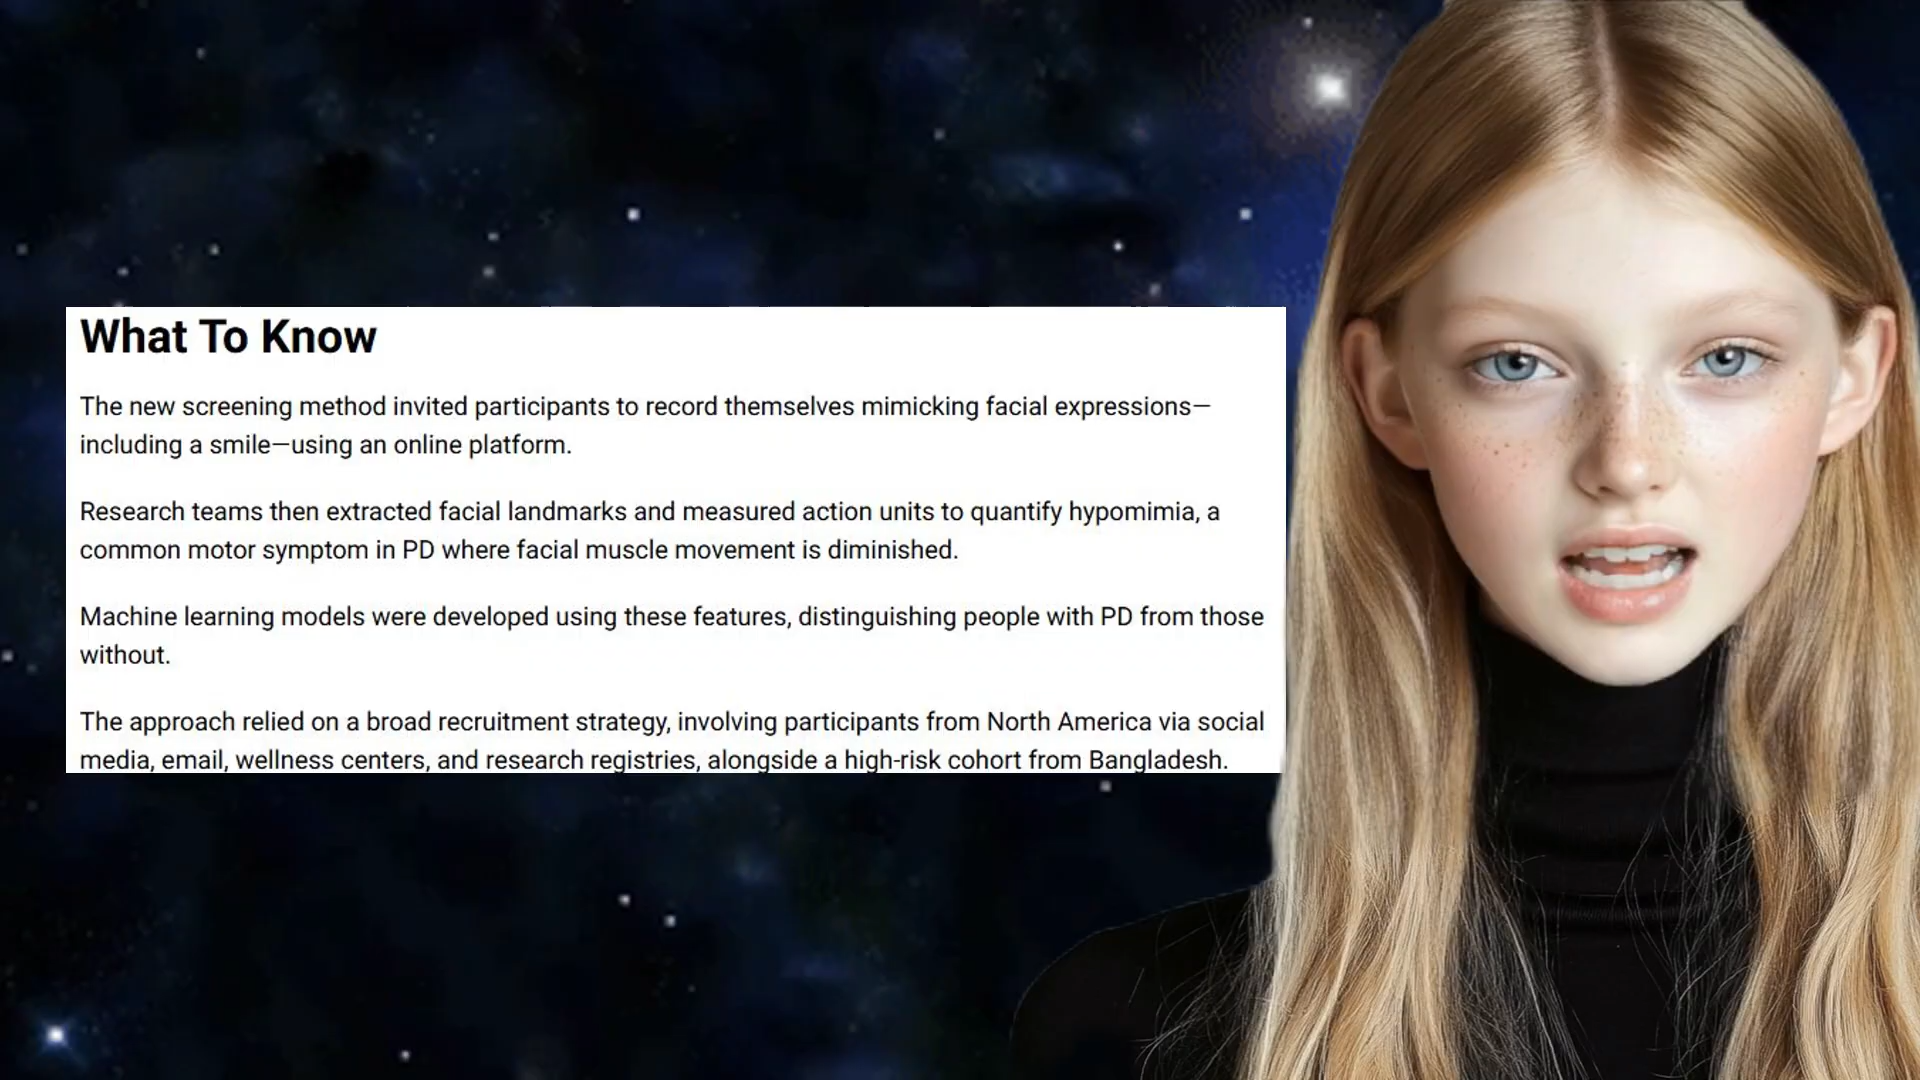 What To Know
The new screening method invited participants to record themselves mimicking facial expressions—
including a smile—using an online platform.
Research teams then extracted facial landmarks and measured action units to quantify hypomimia, a
common motor symptom in PD where facial muscle movement is diminished.
Machine learning models were developed using these features, distinguishing people with PD from those
without.
The approach relied on a broad recruitment strategy, involving participants from North America via social
media, email, wellness centers, and research registries, alongside a high-risk cohort from Bangladesh.